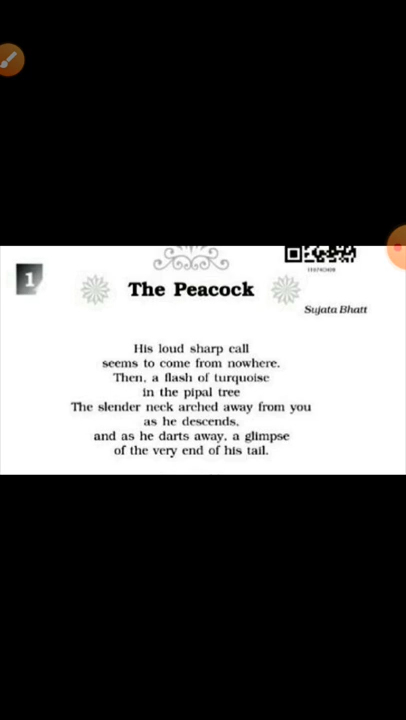 1
The Peacock
Sujata Bhatt
His loud sharp call
seems to come from nowhere.
Then, a flash of turquoise
in the pipal tree
The slender neck arched away from you
as he descends,
and as he darts away, a glimpse
of the very end of his tail.